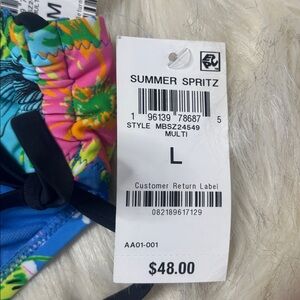 M
SUMMER SPRITZ
1 96139 78687 5
STYLE MBSZ24549
MULTI
L
Customer Return Label
082189617129
AA01-001
$48.00